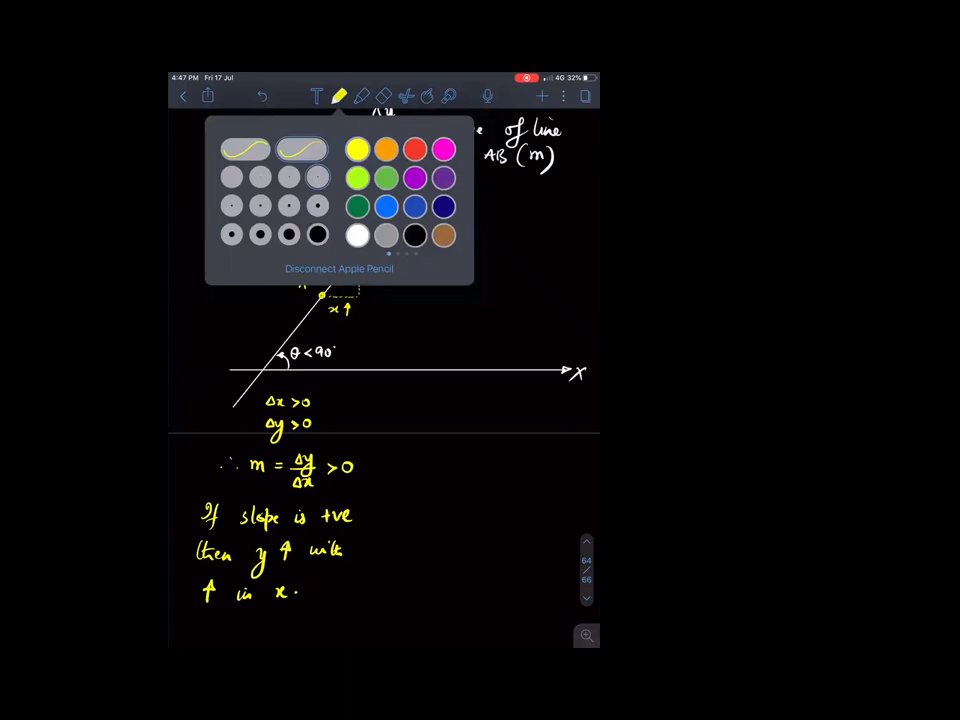 4:47 PM Fri 17 Jul
4G 32%
T
of line
AB (m)
Disconnect Apple Pencil
x ↑
θ < 90°
X
Δx > 0
Δy > 0
∴ m = Δy/Δx > 0
If slope is +ve
then y ↑ with
↑ in x.
64
/
66